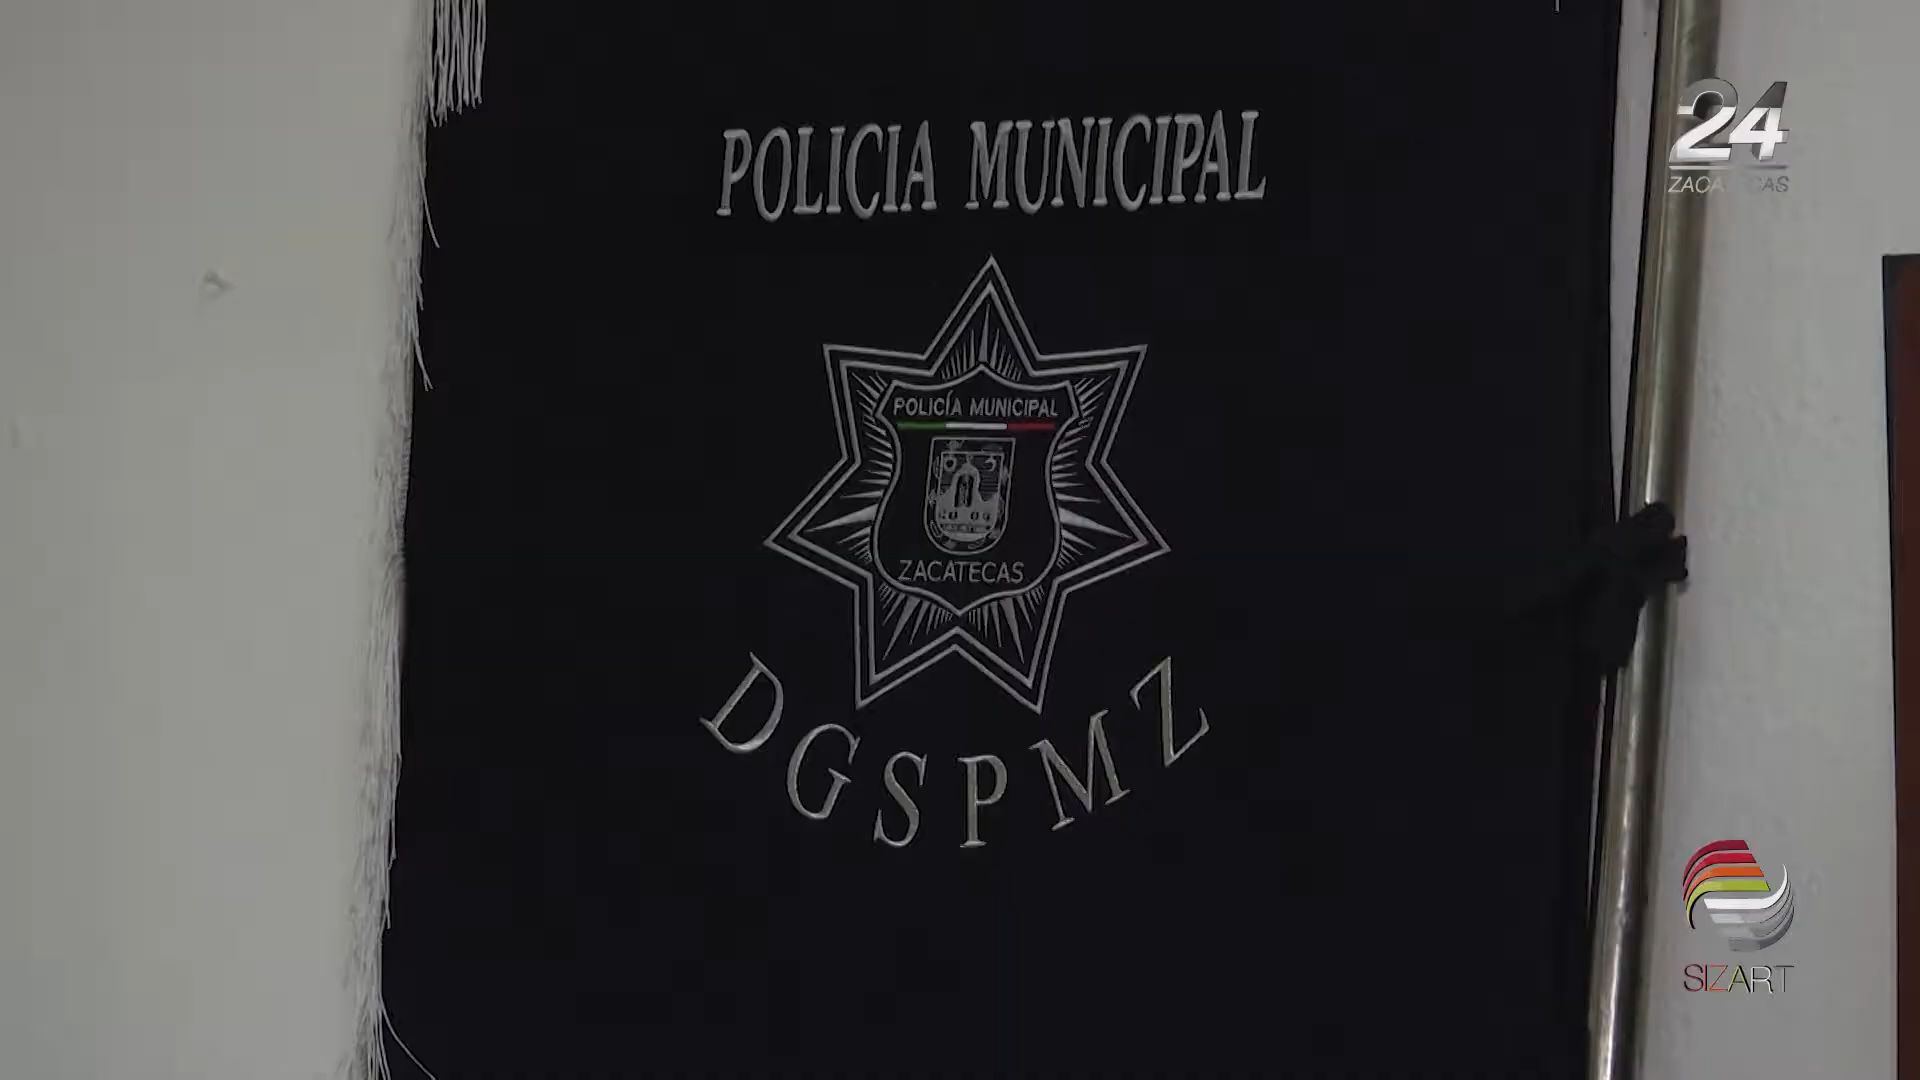 POLICIA MUNICIPAL
POLICÍA MUNICIPAL
ZACATECAS
DGSPMZ
24
ZACATECAS
SIZART